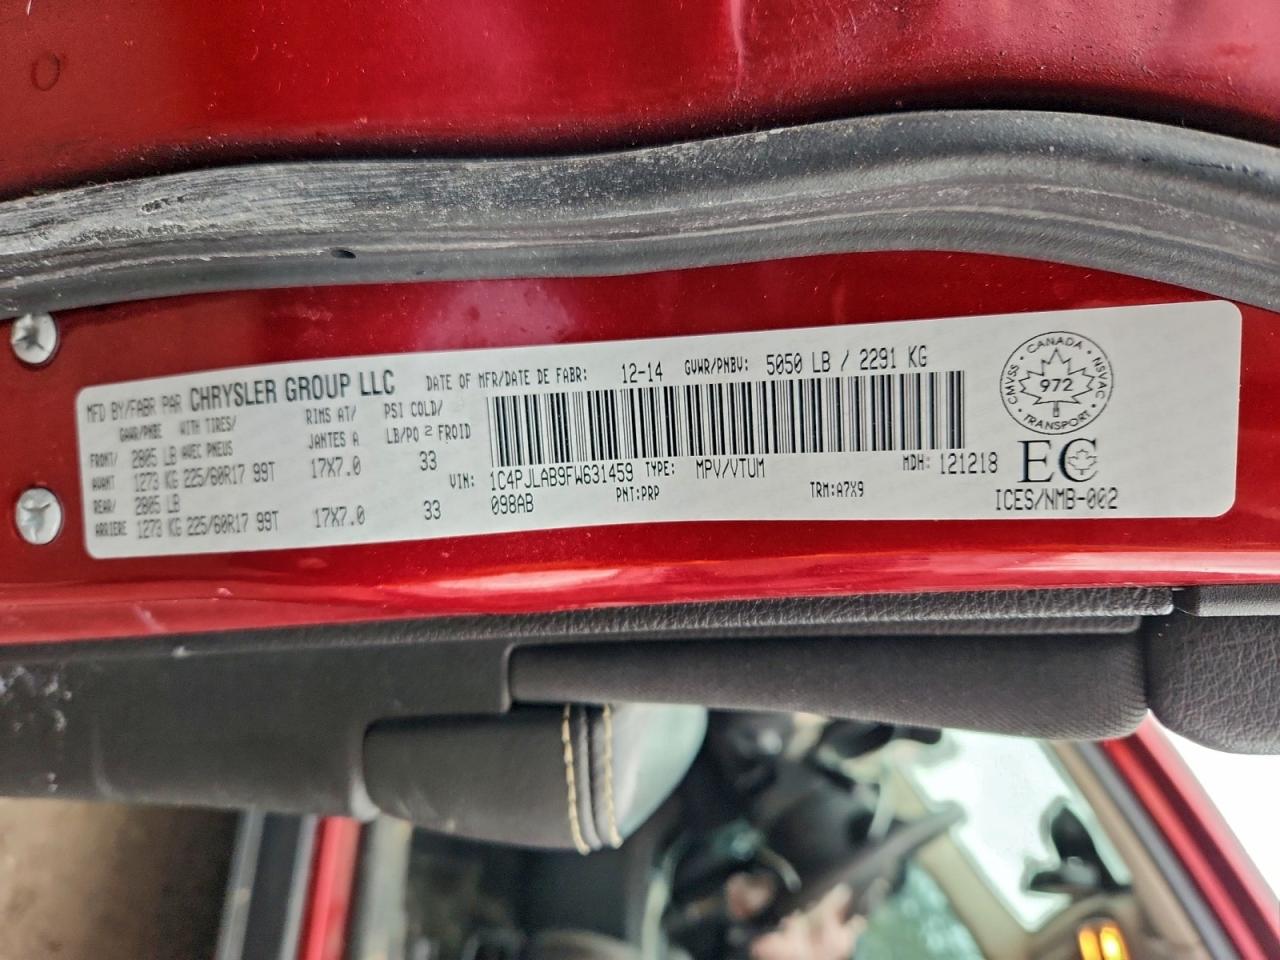 MFD BY/FABR PAR CHRYSLER GROUP LLC DATE OF MFR/DATE DE FABR: 12-14 GVWR/PNBV: 5050 LB / 2291 KG
GAWR/PNBE WITH TIRES/ RIMS AT/ PSI COLD/
AVEC PNEUS JANTES A LB/PO 2 FROID
FRONT/ 2805 LB
AVANT 1273 KG 225/60R17 99T 17X7.0 33
REAR/ 2805 LB
ARRIERE 1273 KG 225/60R17 99T 17X7.0 33
VIN: 1C4PJLAB9FW631459 TYPE: MPV/VTUM MDH: 121218
098AB PNT:PRP TRM:A7X9
CANADA
CMVSS 972 NSVAC
TRANSPORT
EC
ICES/NMB-002